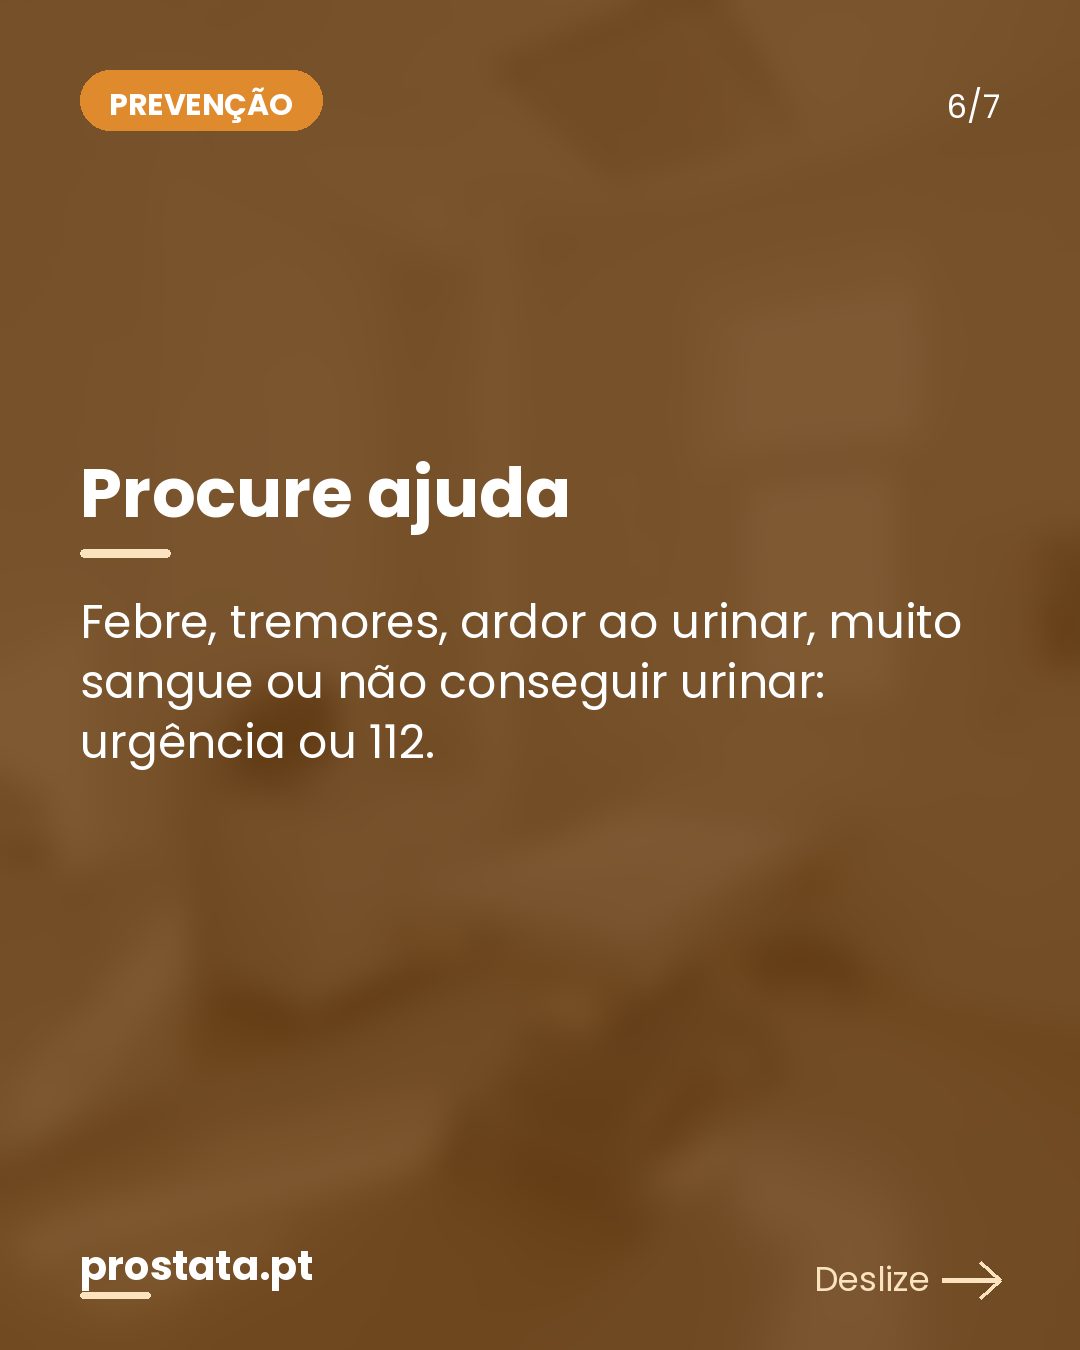 PREVENÇÃO
6/7
Procure ajuda
Febre, tremores, ardor ao urinar, muito
sangue ou não conseguir urinar:
urgência ou 112.
prostata.pt
Deslize